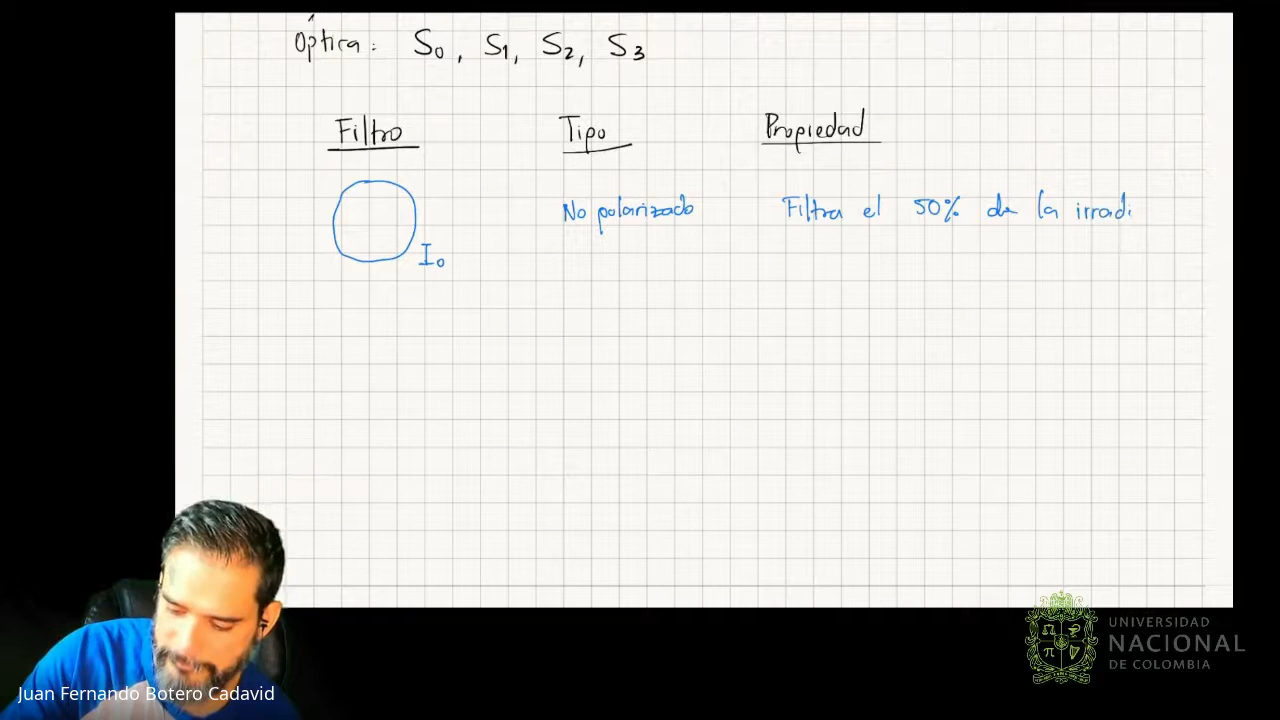 Óptica: S₀, S₁, S₂, S₃
Filtro Tipo Propiedad
No polarizado Filtra el 50% de la irradi
I₀
UNIVERSIDAD
NACIONAL
DE COLOMBIA
Juan Fernando Botero Cadavid